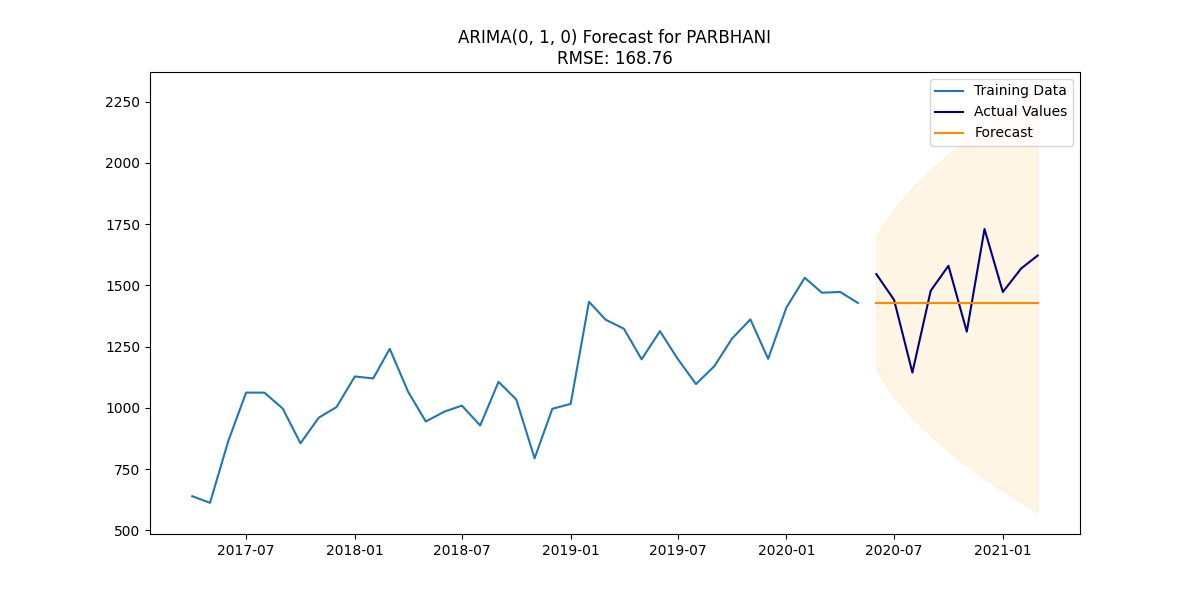 ARIMA(0, 1, 0) Forecast for PARBHANI
RMSE: 168.76
Training Data
Actual Values
Forecast
2250
2000
1750
1500
1250
1000
750
500
2017-07 2018-01 2018-07 2019-01 2019-07 2020-01 2020-07 2021-01